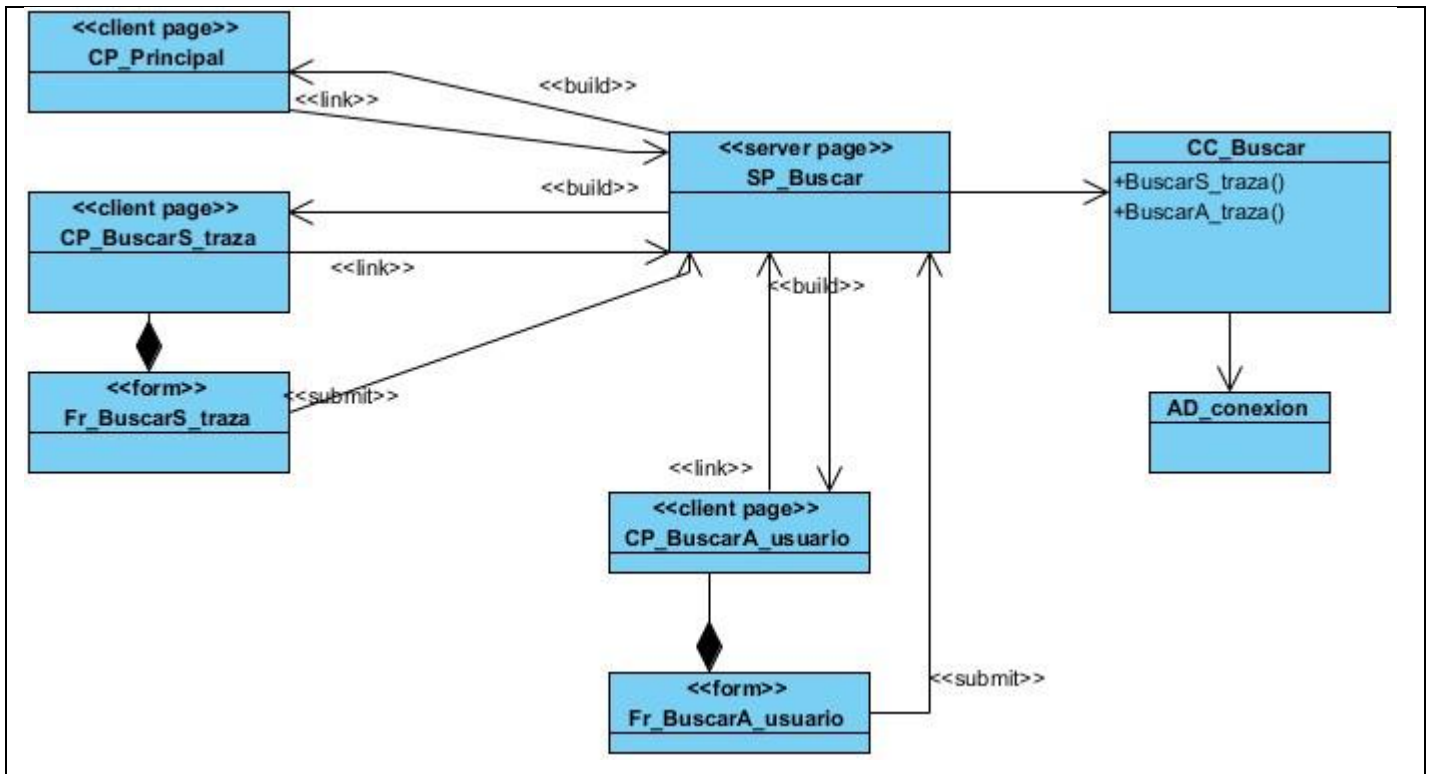 <<client page>>
CP_Principal
<<build>>
<<link>>
<<server page>>
SP_Buscar
CC_Buscar
+BuscarS_traza()
+BuscarA_traza()
<<build>>
<<client page>>
CP_BuscarS_traza
<<link>>
<<build>>
<<form>>
Fr_BuscarS_traza
<<submit>>
AD_conexion
<<link>>
<<client page>>
CP_BuscarA_usuario
<<form>>
Fr_BuscarA_usuario
<<submit>>